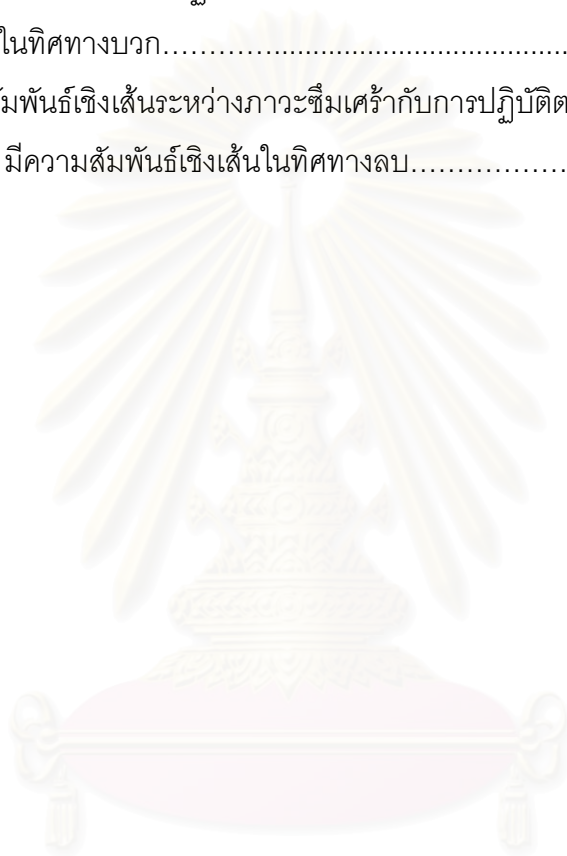 ในทิศทางบวก…………......................................
ัมพันธ์เชิงเส้นระหว่างภาวะซึมเศร้ากับการปฏิบัติต
มีความสัมพันธ์เชิงเส้นในทิศทางลบ………………